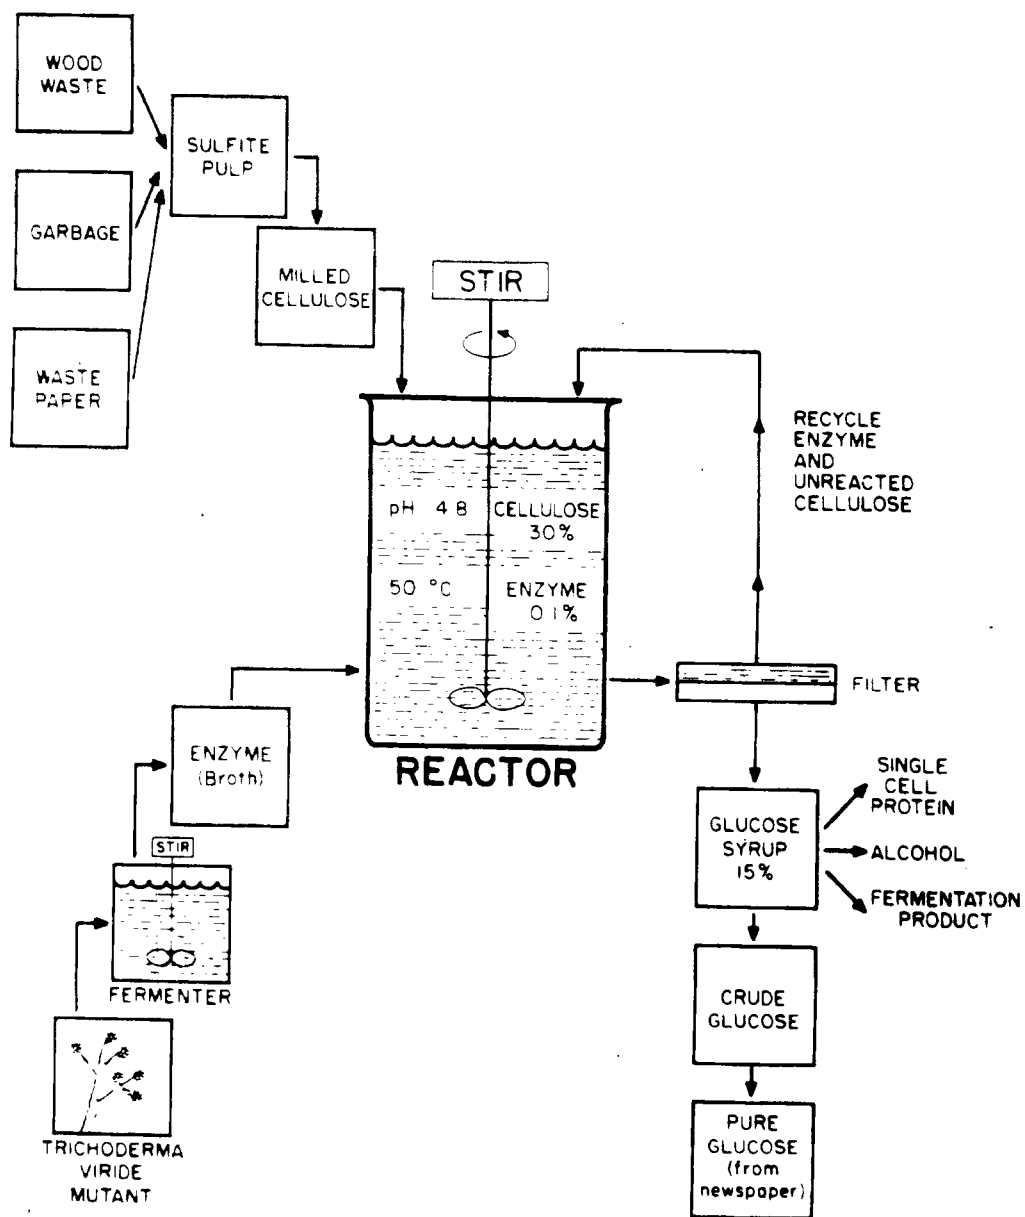 WOOD
WASTE
SULFITE
PULP
GARBAGE
MILLED
CELLULOSE
WASTE
PAPER
STIR
RECYCLE
ENZYME
AND
UNREACTED
CELLULOSE
pH 4 8
CELLULOSE
30%
50 °C
ENZYME
0 1%
FILTER
ENZYME
(Broth)
REACTOR
STIR
FERMENTER
TRICHODERMA
VIRIDE
MUTANT
GLUCOSE
SYRUP
15%
SINGLE
CELL
PROTEIN
ALCOHOL
FERMENTATION
PRODUCT
CRUDE
GLUCOSE
PURE
GLUCOSE
(from
newspaper)